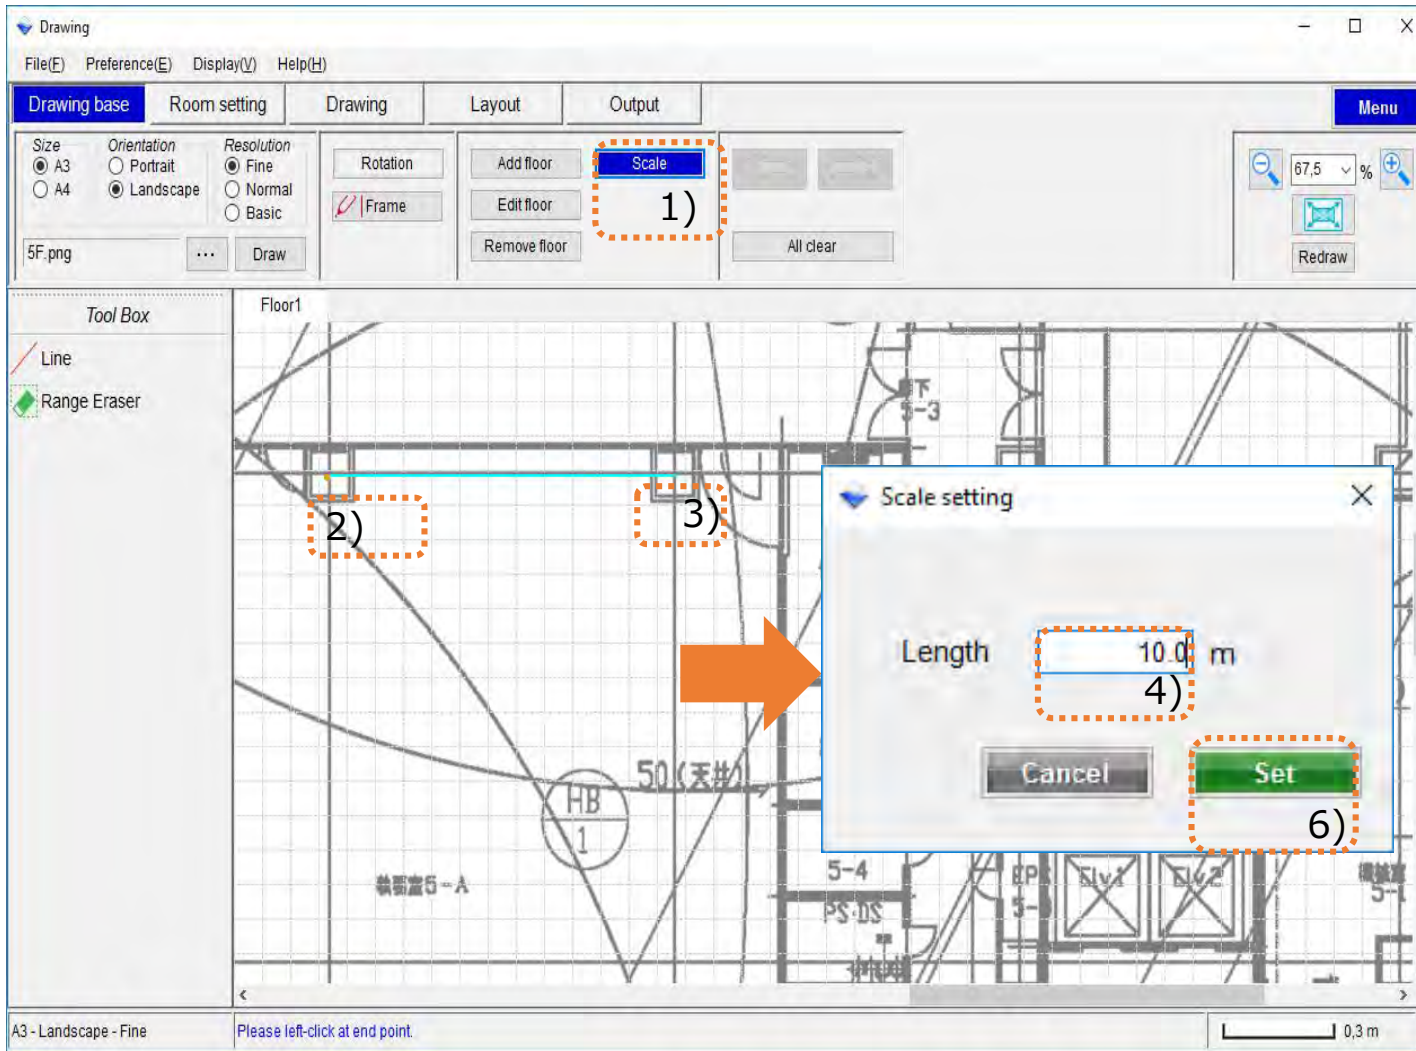 Drawing
File(F) Preference(E) Display(V) Help(H)
Drawing base Room setting Drawing Layout Output Menu
Size Orientation Resolution
A3 Portrait Fine
A4 Landscape Normal
Basic
5F.png ... Draw
Rotation
Frame
Add floor
Edit floor
Remove floor
Scale
1)
All clear
67,5 %
Redraw
Tool Box
Line
Range Eraser
Floor1
5-3
2)
3)
Scale setting
Length 10.0 m
4)
Cancel Set
6)
50(天井)
HB
1
5-A
5-4
PS·DS
EPS
Elv1 Elv2
A3 - Landscape - Fine
Please left-click at end point.
0,3 m